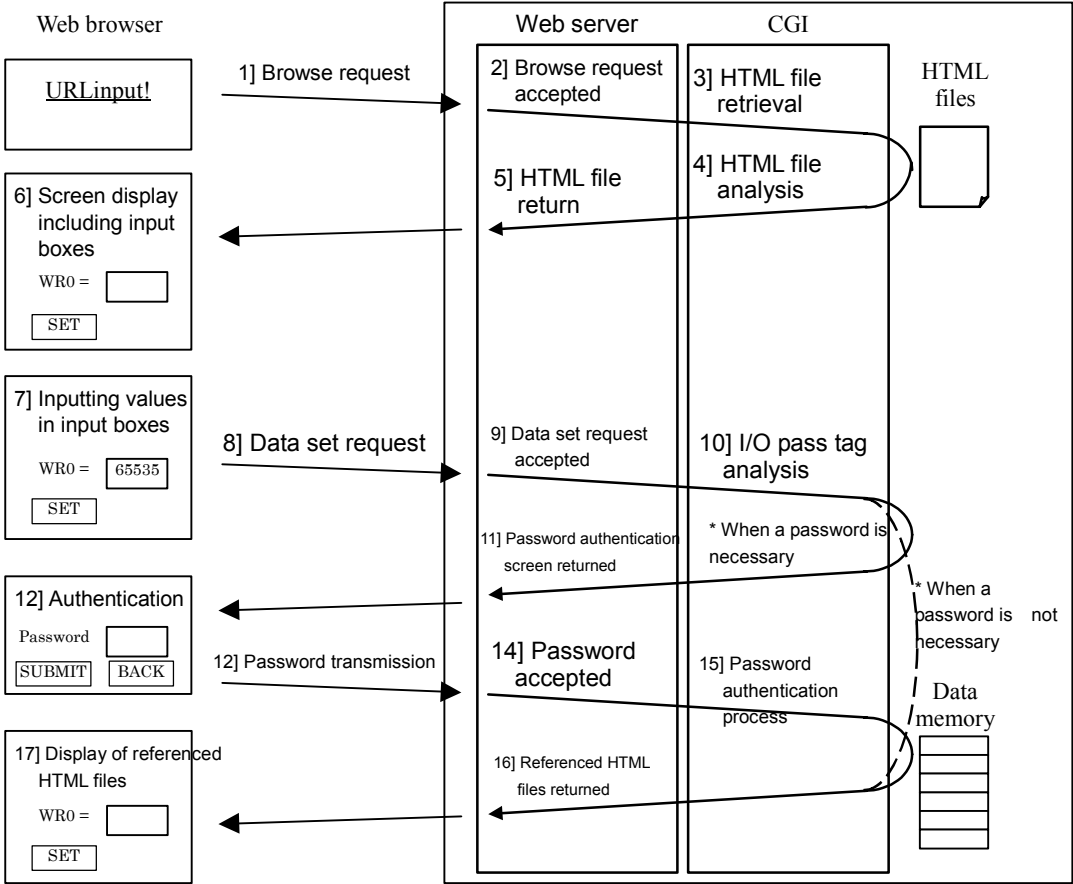 Web browser
Web server
CGI
URLinput!
1] Browse request
2] Browse request
accepted
3] HTML file
retrieval
HTML
files
4] HTML file
analysis
5] HTML file
return
6] Screen display
including input
boxes
WR0 =
SET
7] Inputting values
in input boxes
WR0 =
65535
SET
8] Data set request
9] Data set request
accepted
10] I/O pass tag
analysis
* When a password is
necessary
11] Password authentication
screen returned
* When a
password is not
necessary
12] Authentication
Password
SUBMIT
BACK
12] Password transmission
14] Password
accepted
15] Password
authentication
process
Data
memory
16] Referenced HTML
files returned
17] Display of referenced
HTML files
WR0 =
SET